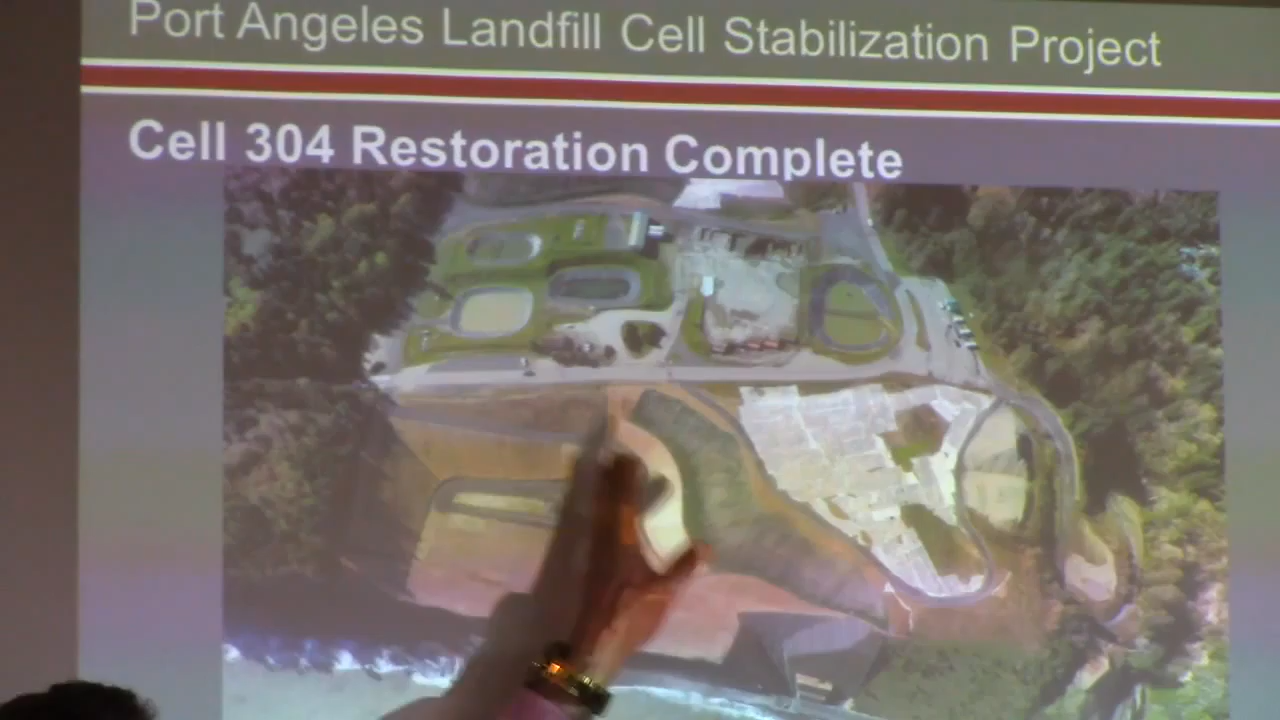 Port Angeles Landfill Cell Stabilization Project
Cell 304 Restoration Complete